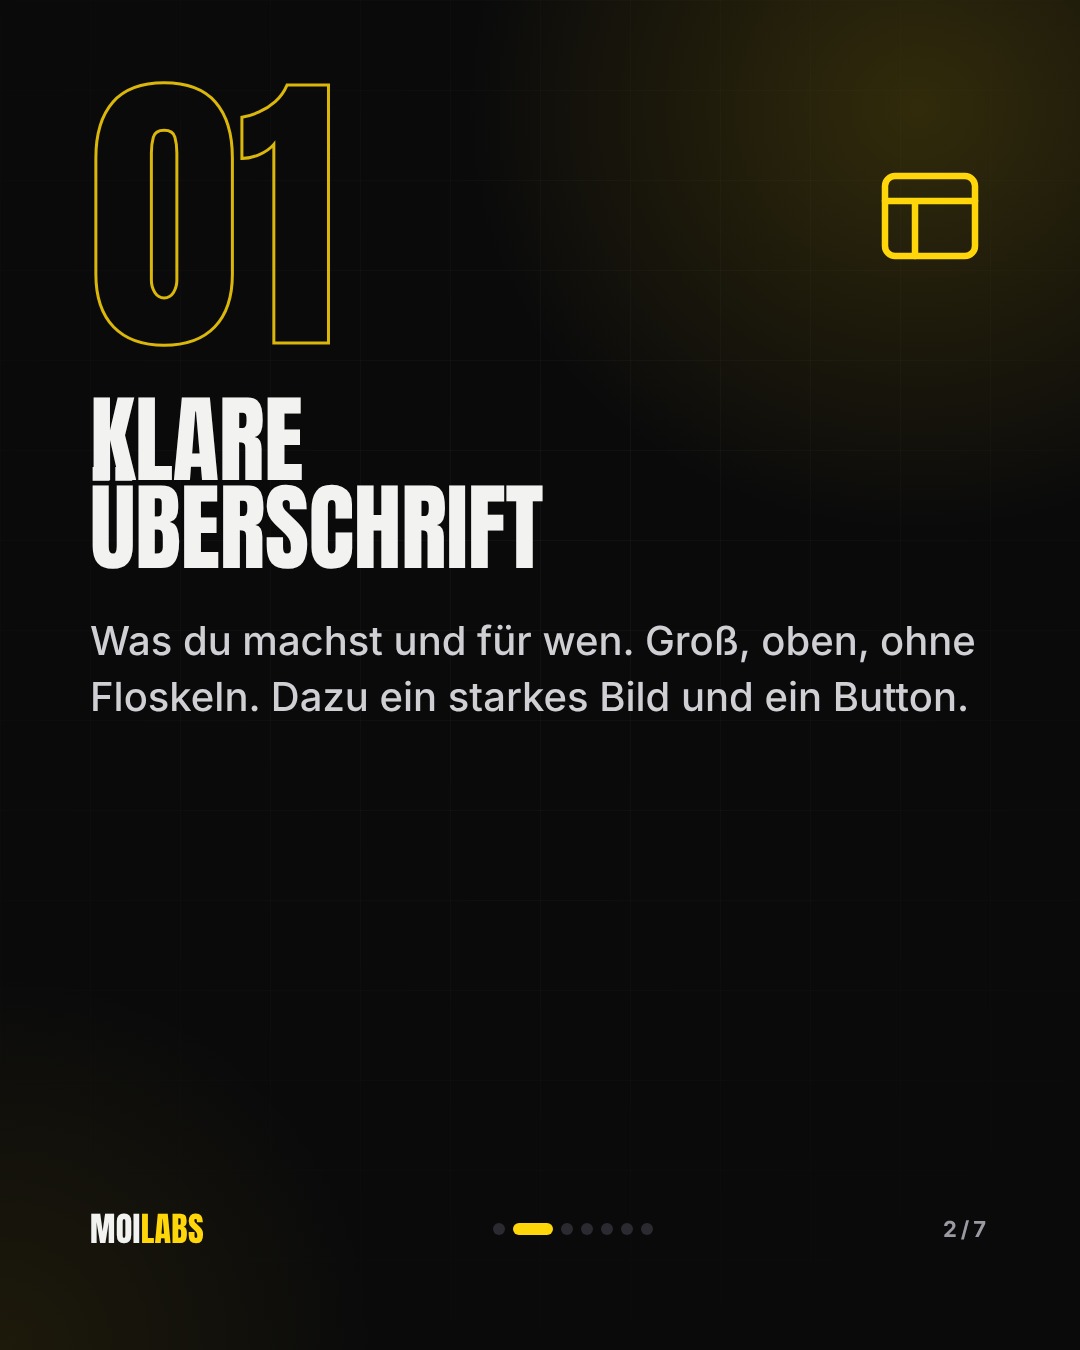 01
KLARE
ÜBERSCHRIFT
Was du machst und für wen. Groß, oben, ohne
Floskeln. Dazu ein starkes Bild und ein Button.
MOILABS
2/7